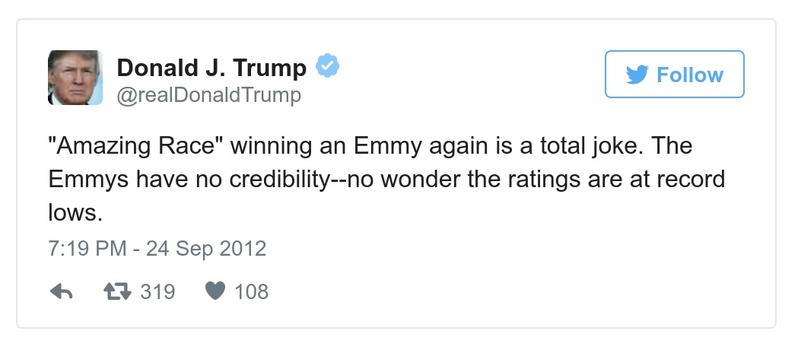 Donald J. Trump
@realDonaldTrump
Follow
"Amazing Race" winning an Emmy again is a total joke. The
Emmys have no credibility--no wonder the ratings are at record
lows.
7:19 PM - 24 Sep 2012
319 108